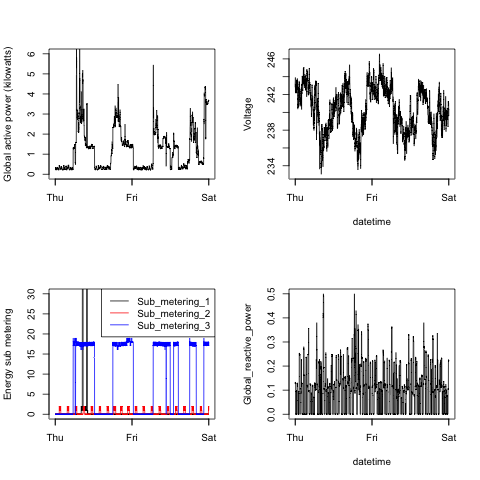 Global active power (kilowatts)
0 1 2 3 4 5 6
Thu Fri Sat
Voltage
234 238 242 246
Thu Fri Sat
datetime
Energy sub metering
0 5 10 15 20 25 30
Sub_metering_1
Sub_metering_2
Sub_metering_3
Thu Fri Sat
Global_reactive_power
0.0 0.1 0.2 0.3 0.4 0.5
Thu Fri Sat
datetime